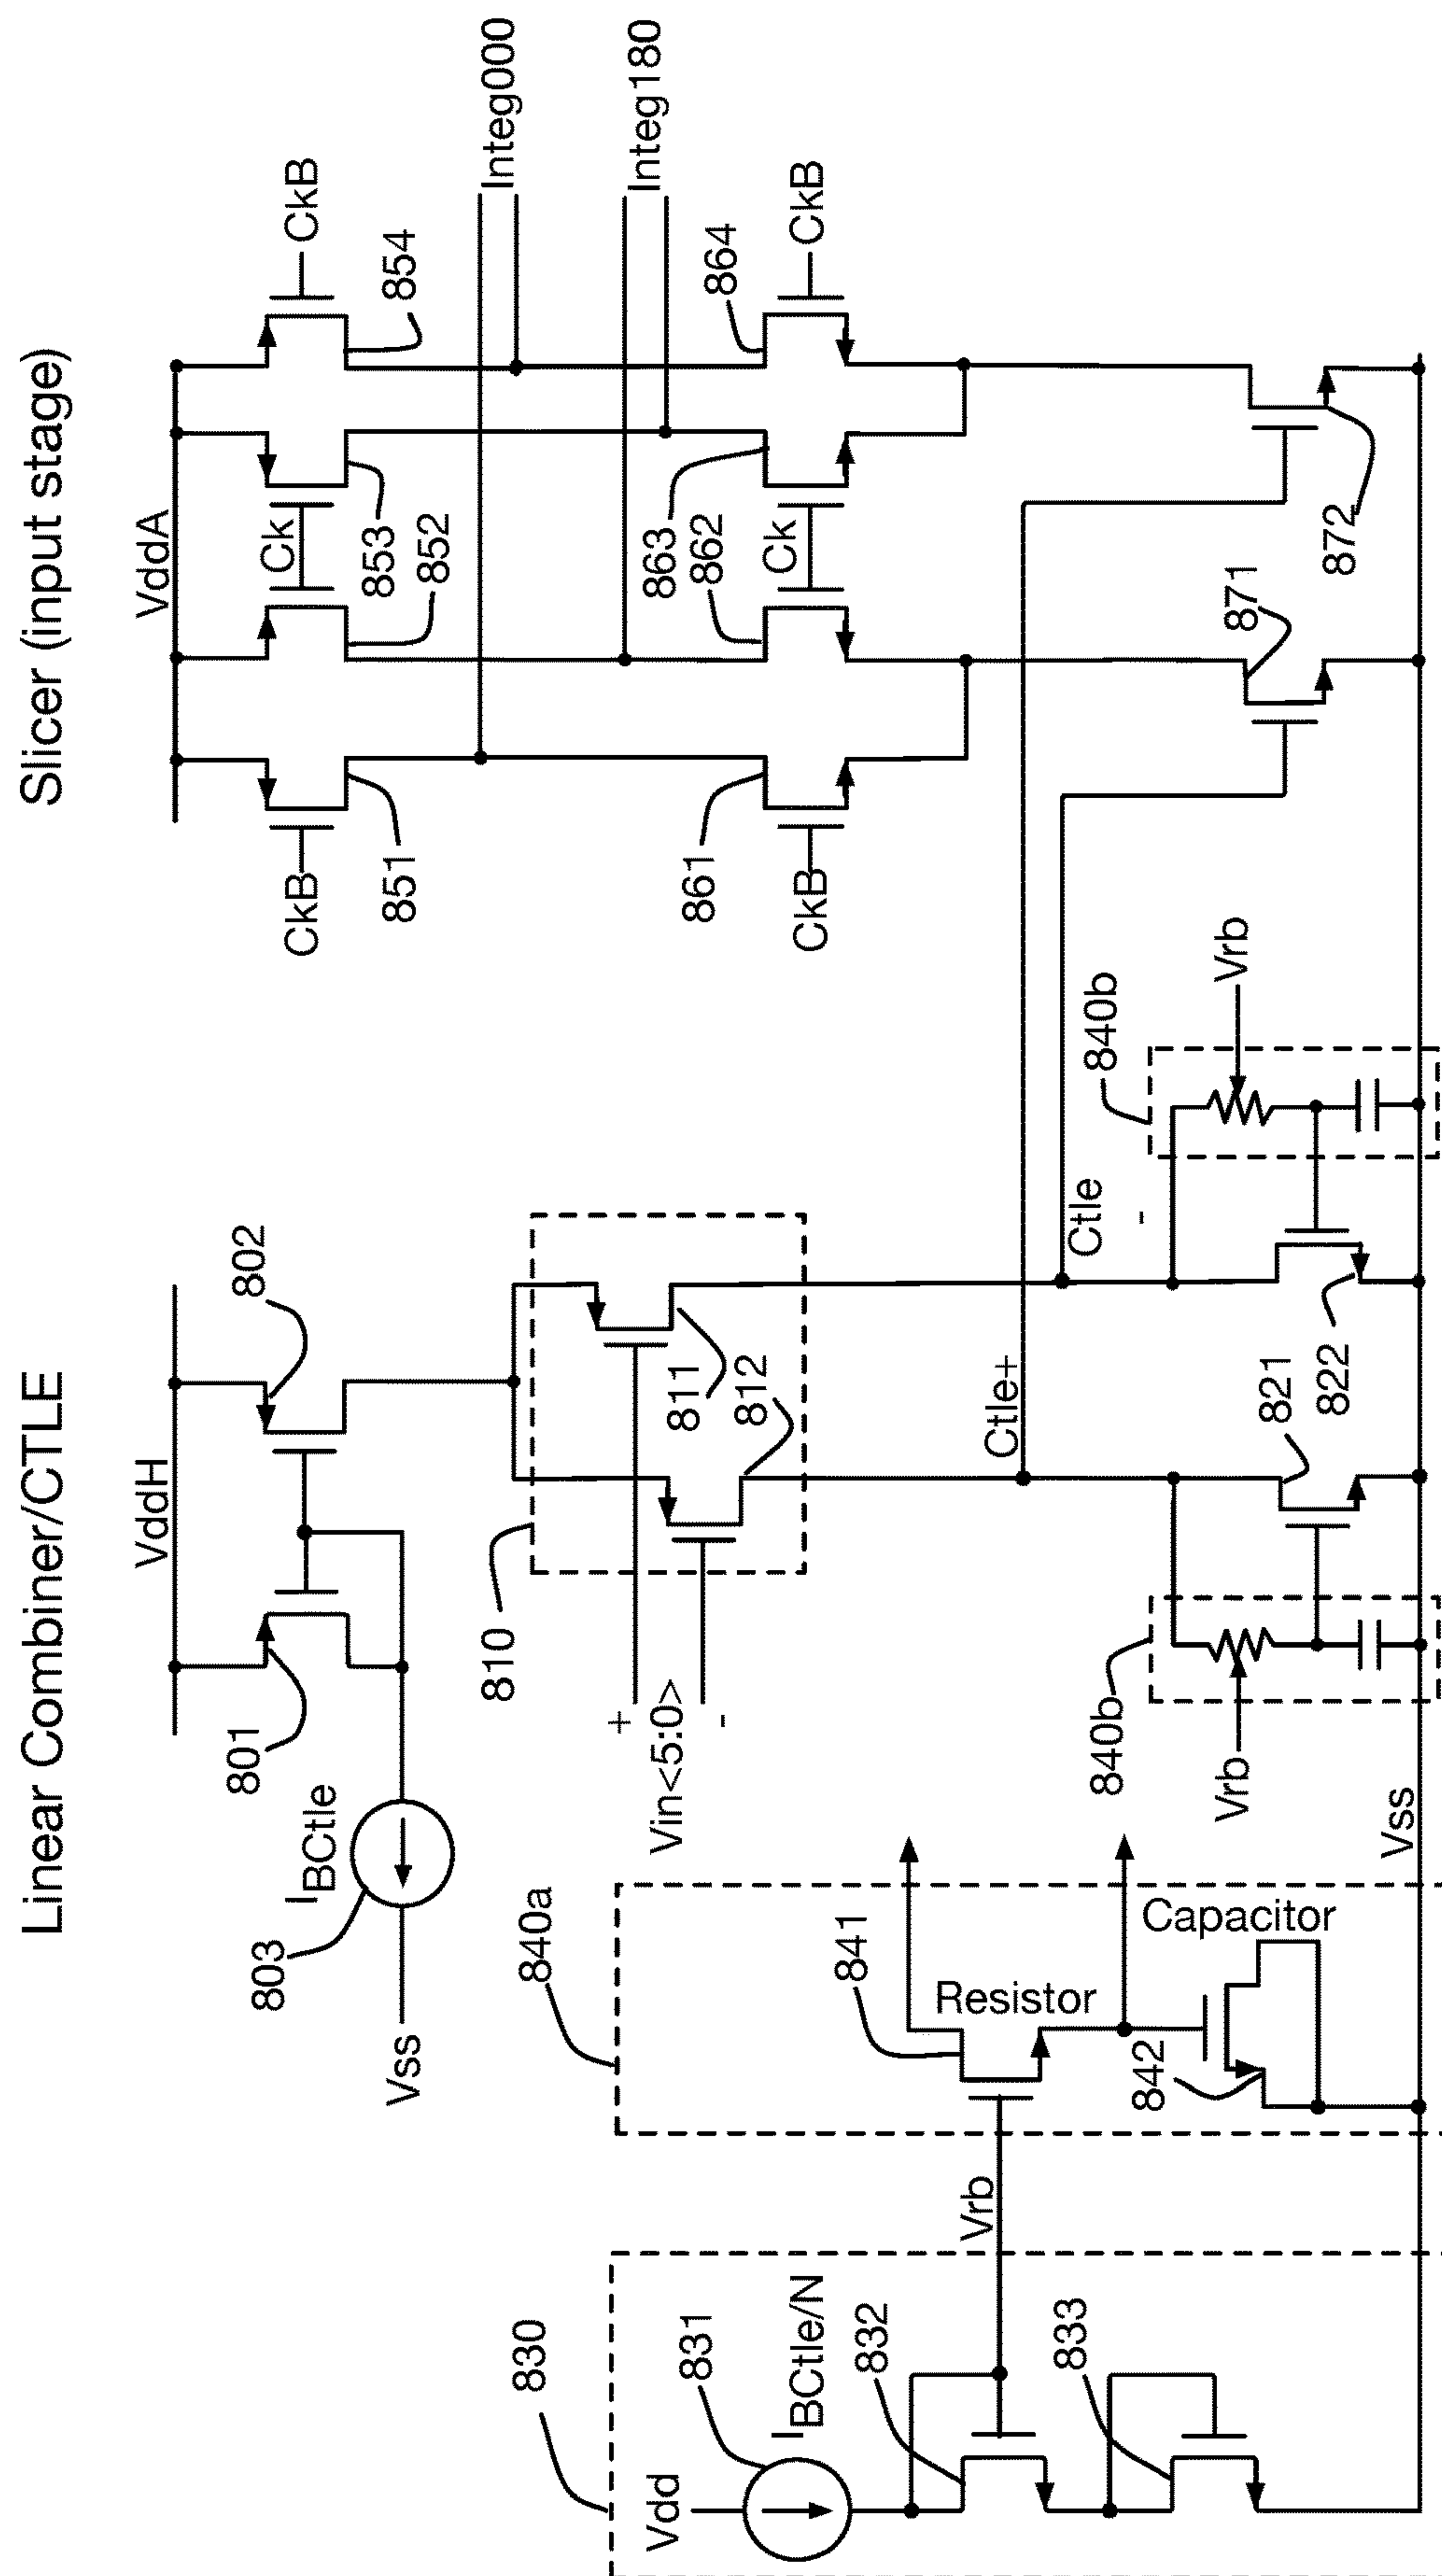 Linear Combiner/CTLE
Slicer (input stage)
VddH
VddA
801
802
803
IBCtle
Vss
CkB
851
Ck
853
852
CkB
854
Integ000
Integ180
810
811
812
+
Vin<5:0>
-
861
CkB
863
862
Ck
864
CkB
830
Vdd
831
IBCtle/N
832
833
Vrb
840a
841
Resistor
842
Capacitor
Ctle+
Ctle
-
840b
Vrb
821
822
840b
Vrb
871
872
Vss